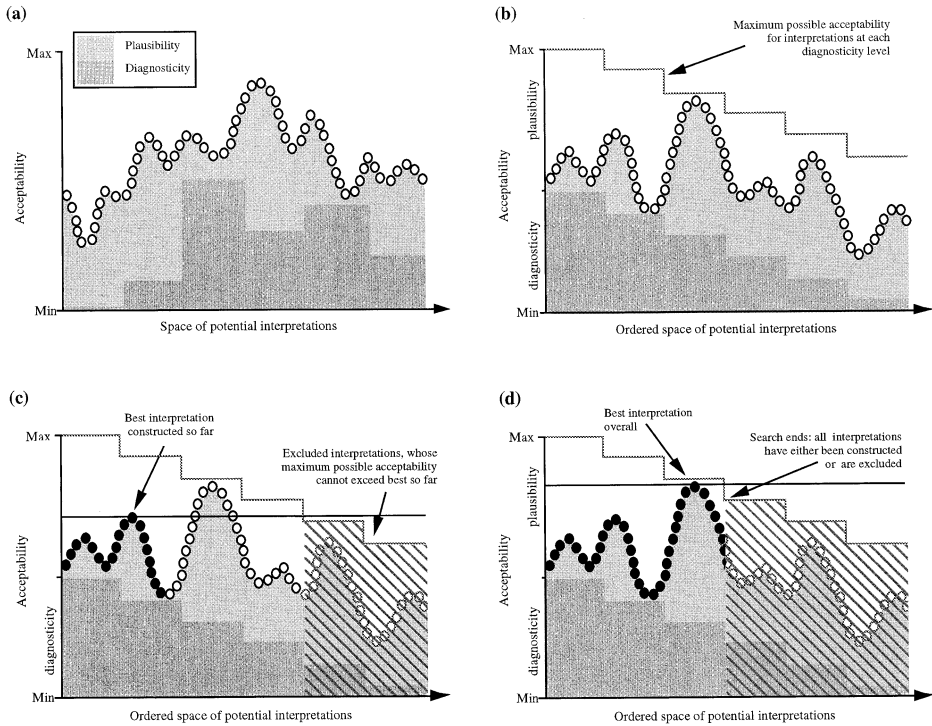 (a)
Plausibility
Diagnosticity
Max
Acceptability
Min
Space of potential interpretations
(b)
Maximum possible acceptability
for interpretations at each
diagnosticity level
Max
plausibility
Acceptability
diagnosticity
Min
Ordered space of potential interpretations
(c)
Best interpretation
constructed so far
Max
Excluded interpretations, whose
maximum possible acceptability
cannot exceed best so far
Acceptability
diagnosticity
Min
Ordered space of potential interpretations
(d)
Best interpretation
overall
Max
Search ends: all interpretations
have either been constructed
or are excluded
plausibility
Acceptability
diagnosticity
Min
Ordered space of potential interpretations